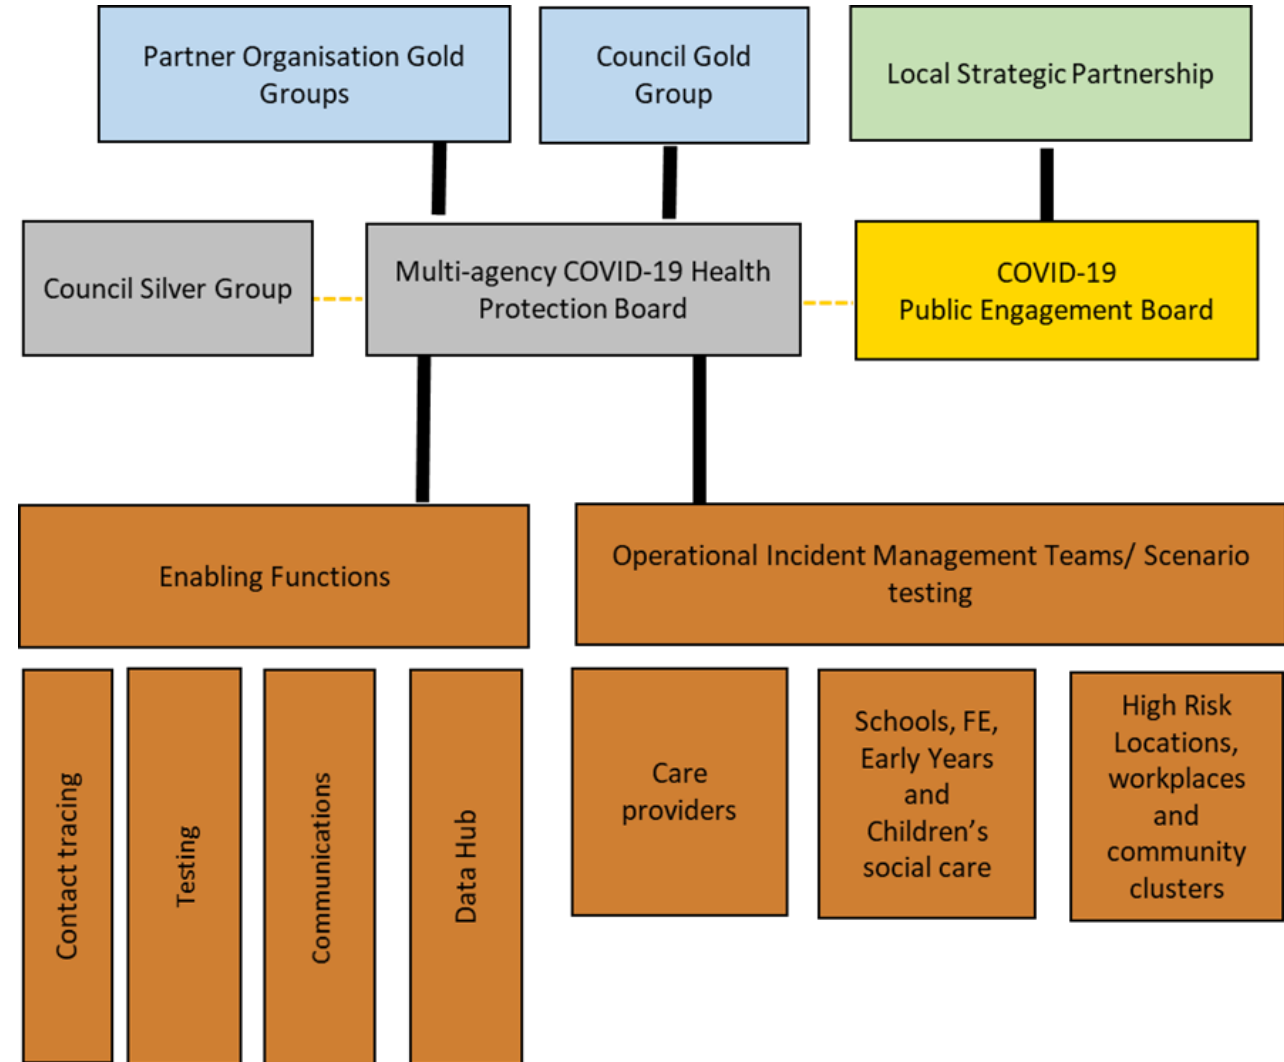 Partner Organisation Gold
Groups
Council Gold
Group
Local Strategic Partnership
Council Silver Group
Multi-agency COVID-19 Health
Protection Board
COVID-19
Public Engagement Board
Enabling Functions
Operational Incident Management Teams/ Scenario
testing
Contact tracing
Testing
Communications
Data Hub
Care
providers
Schools, FE,
Early Years
and
Children’s
social care
High Risk
Locations,
workplaces
and
community
clusters